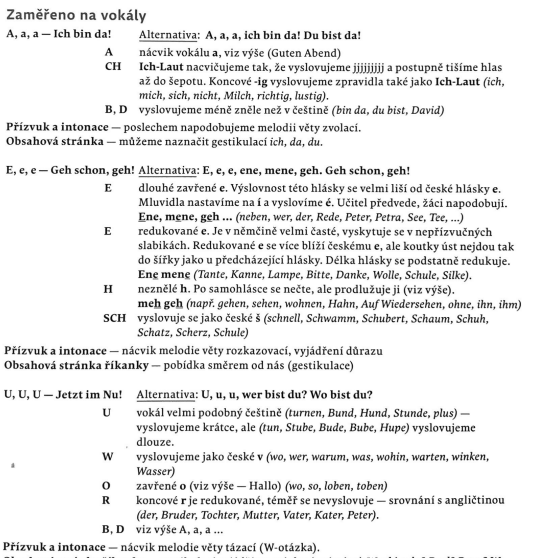 Zaměřeno na vokály
A, a, a — Ich bin da! Alternativa: A, a, a, ich bin da! Du bist da!
A nácvik vokálu a, viz výše (Guten Abend)
CH Ich-Laut nacvičujeme tak, že vyslovujeme jjjjjjjjj a postupně tišíme hlas
až do šepotu. Koncové -ig vyslovujeme zpravidla také jako Ich-Laut (ich,
mich, sich, nicht, Milch, richtig, lustig).
B, D vyslovujeme méně zněle než v češtině (bin da, du bist, David)
Přízvuk a intonace — poslechem napodobujeme melodii věty zvolací.
Obsahová stránka — můžeme naznačit gestikulací ich, da, du.
E, e, e — Geh schon, geh! Alternativa: E, e, e, ene, mene, geh. Geh schon, geh!
E dlouhé zavřené e. Výslovnost této hlásky se velmi liší od české hlásky e.
Mluvidla nastavíme na í a vyslovíme é. Učitel předvede, žáci napodobují.
Ene, mene, geh ... (neben, wer, der, Rede, Peter, Petra, See, Tee, ...)
E redukované e. Je v němčině velmi časté, vyskytuje se v nepřízvučných
slabikách. Redukované e se více blíží českému e, ale koutky úst nejdou tak
do šířky jako u předcházející hlásky. Délka hlásky se podstatně redukuje.
Ene mene (Tante, Kanne, Lampe, Bitte, Danke, Wolle, Schule, Silke).
H neznělé h. Po samohlásce se nečte, ale prodlužuje ji (viz výše).
meh geh (např. gehen, sehen, wohnen, Hahn, Auf Wiedersehen, ohne, ihn, ihm)
SCH vyslovuje se jako české š (schnell, Schwamm, Schubert, Schaum, Schuh,
Schatz, Scherz, Schule)
Přízvuk a intonace — nácvik melodie věty rozkazovací, vyjádření důrazu
Obsahová stránka říkanky — pobídka směrem od nás (gestikulace)
U, U, U — Jetzt im Nu! Alternativa: U, u, u, wer bist du? Wo bist du?
U vokál velmi podobný češtině (turnen, Bund, Hund, Stunde, plus) —
vyslovujeme krátce, ale (tun, Stube, Bude, Bube, Hupe) vyslovujeme
dlouze.
W vyslovujeme jako české v (wo, wer, warum, was, wohin, warten, winken,
Wasser)
O zavřené o (viz výše — Hallo) (wo, so, loben, toben)
R koncové r je redukované, téměř se nevyslovuje — srovnání s angličtinou
(der, Bruder, Tochter, Mutter, Vater, Kater, Peter).
B, D viz výše A, a, a ...
Přízvuk a intonace — nácvik melodie věty tázací (W-otázka).